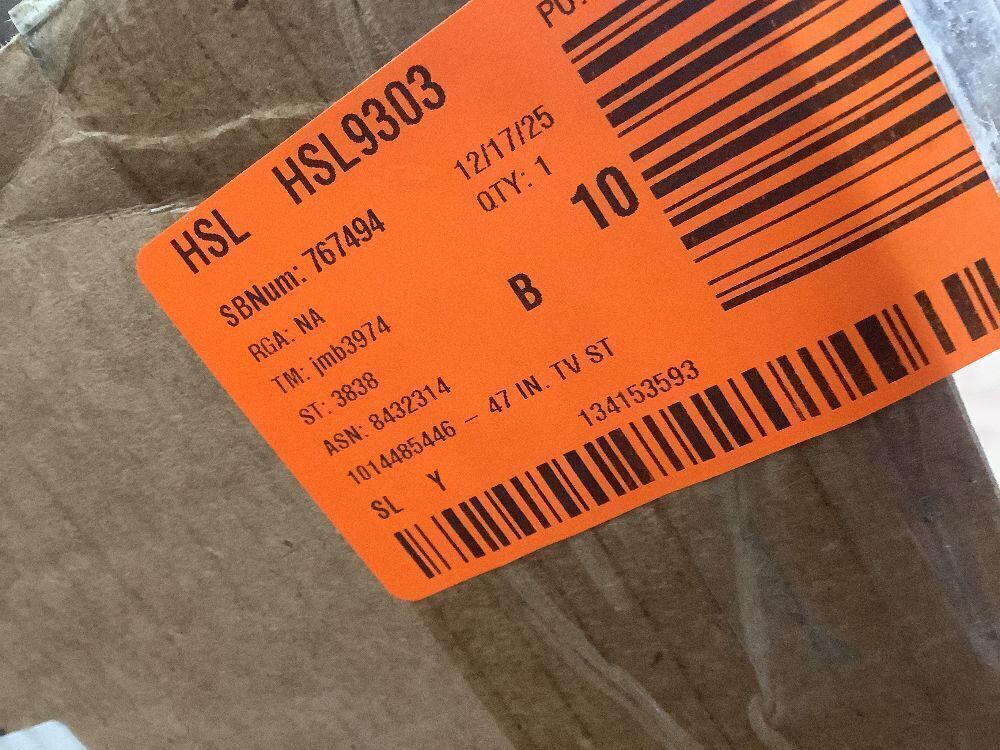 HSL HSL9303
SBNum: 767494
12/17/25
RGA: NA
QTY: 1
TM: jmb3974
10
ST: 3838
B
ASN: 8432314
1014485446 - 47 IN. TV ST
SL Y
134153593